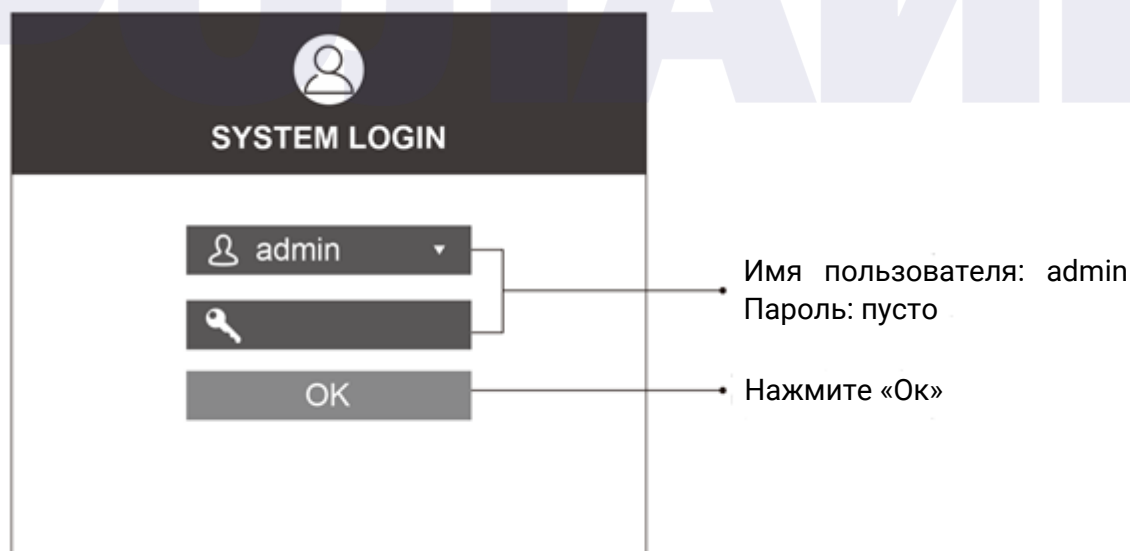 SYSTEM LOGIN
admin
Имя пользователя: admin
Пароль: пусто
OK
Нажмите «Ок»